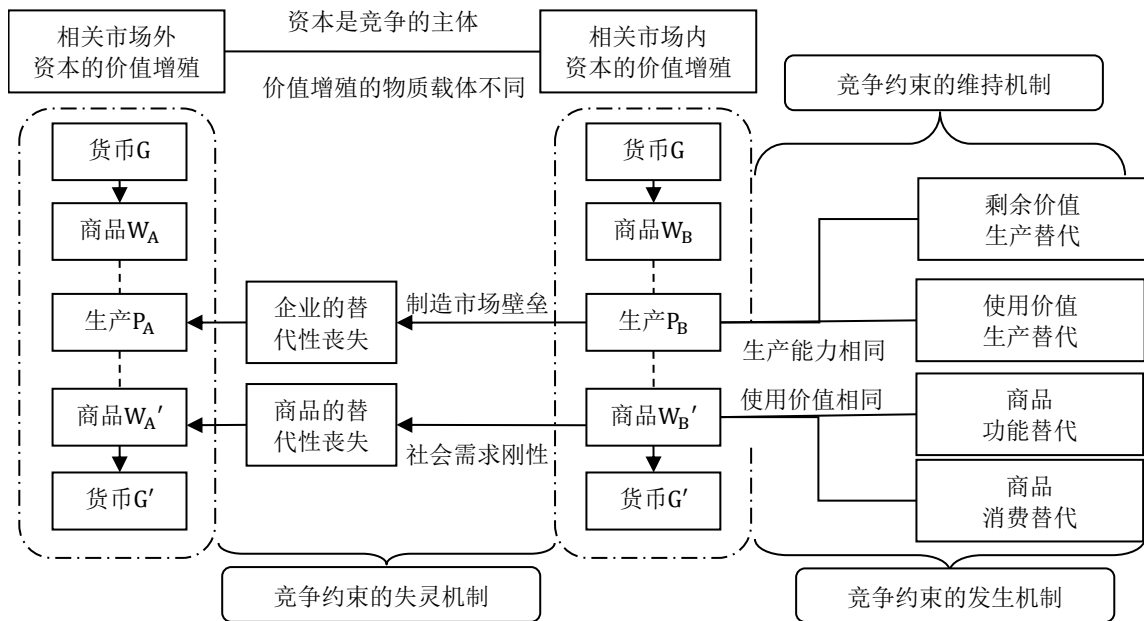 相关市场外
资本的价值增殖
资本是竞争的主体
价值增殖的物质载体不同
相关市场内
资本的价值增殖
竞争约束的维持机制
货币G
商品W_A
生产P_A
商品W_A′
货币G′
企业的替
代性丧失
商品的替
代性丧失
制造市场壁垒
社会需求刚性
货币G
商品W_B
生产P_B
商品W_B′
货币G′
生产能力相同
使用价值相同
剩余价值
生产替代
使用价值
生产替代
商品
功能替代
商品
消费替代
竞争约束的失灵机制
竞争约束的发生机制